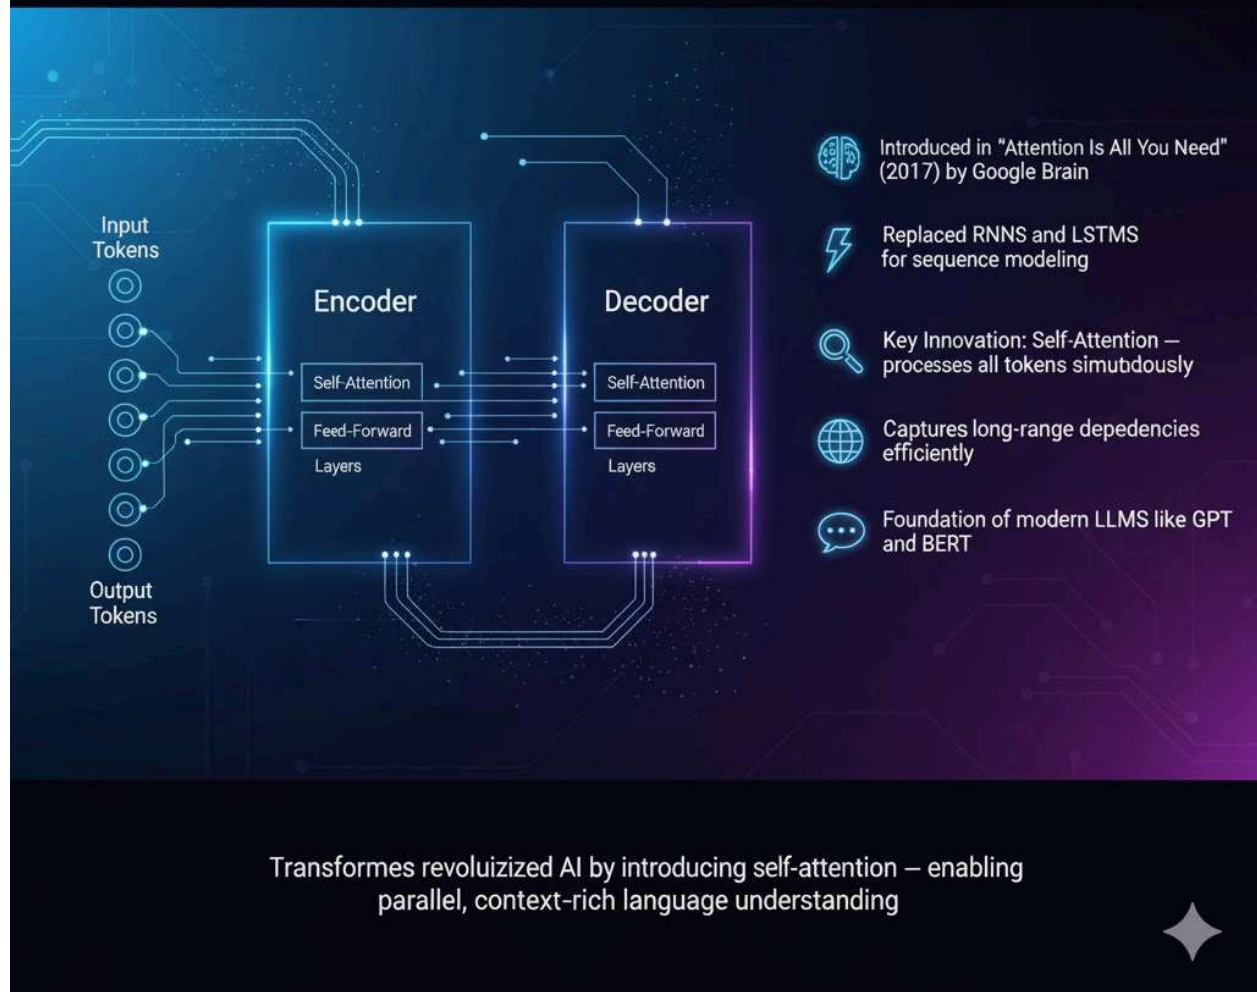 Input
Tokens
Output
Tokens
Encoder
Self-Attention
Feed-Forward
Layers
Decoder
Self-Attention
Feed-Forward
Layers
Introduced in "Attention Is All You Need"
(2017) by Google Brain
Replaced RNNS and LSTMS
for sequence modeling
Key Innovation: Self-Attention —
processes all tokens simutdously
Captures long-range depedencies
efficiently
Foundation of modern LLMS like GPT
and BERT
Transformes revoluizized AI by introducing self-attention — enabling
parallel, context-rich language understanding